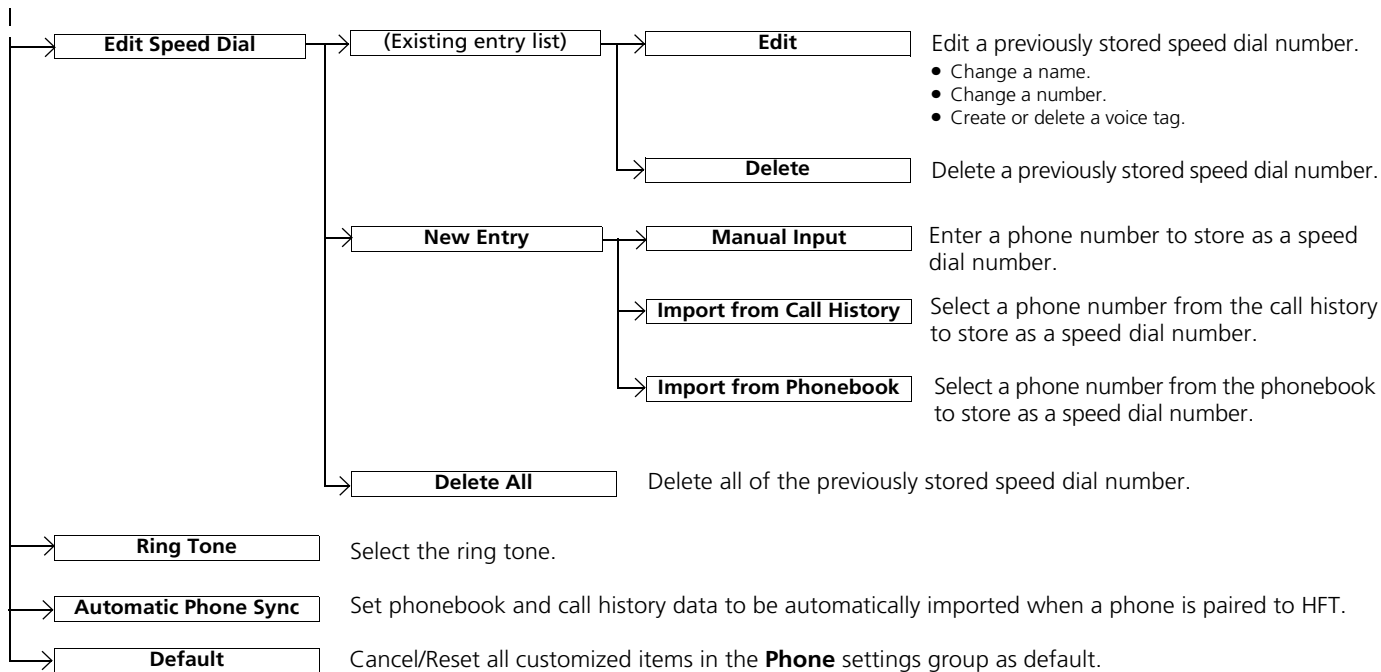 Edit Speed Dial
(Existing entry list)
Edit
Edit a previously stored speed dial number.
● Change a name.
● Change a number.
● Create or delete a voice tag.
Delete
Delete a previously stored speed dial number.
New Entry
Manual Input
Enter a phone number to store as a speed
dial number.
Import from Call History
Select a phone number from the call history
to store as a speed dial number.
Import from Phonebook
Select a phone number from the phonebook
to store as a speed dial number.
Delete All
Delete all of the previously stored speed dial number.
Ring Tone
Select the ring tone.
Automatic Phone Sync
Set phonebook and call history data to be automatically imported when a phone is paired to HFT.
Default
Cancel/Reset all customized items in the Phone settings group as default.